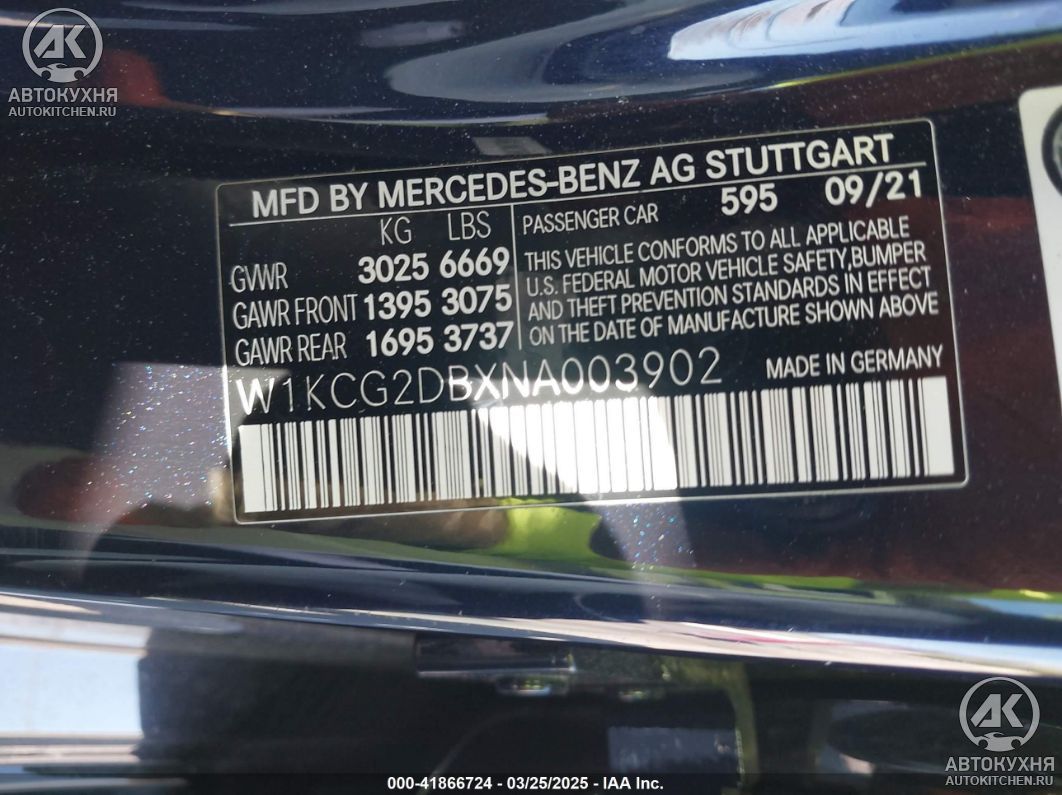 AK
АВТОКУХНЯ
AUTOKITCHEN.RU
MFD BY MERCEDES-BENZ AG STUTTGART
KG LBS
GVWR 3025 6669
GAWR FRONT 1395 3075
GAWR REAR 1695 3737
PASSENGER CAR 595 09/21
THIS VEHICLE CONFORMS TO ALL APPLICABLE
U.S. FEDERAL MOTOR VEHICLE SAFETY, BUMPER
AND THEFT PREVENTION STANDARDS IN EFFECT
ON THE DATE OF MANUFACTURE SHOWN ABOVE
W1KCG2DBXNA003902
MADE IN GERMANY
AK
АВТОКУХНЯ
AUTOKITCHEN.RU
000-41866724 - 03/25/2025 - IAA Inc.